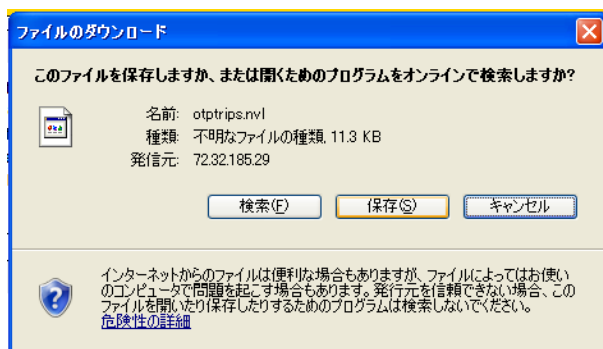 ファイルのダウンロード
このファイルを保存しますか、または開くためのプログラムをオンラインで検索しますか?
名前: otptrips.nvl
種類: 不明なファイルの種類, 11.3 KB
発信元: 72.32.185.29
検索(F) 保存(S) キャンセル
インターネットからのファイルは便利な場合もありますが、ファイルによってはお使い
のコンピュータで問題を起こす場合もあります。発行元を信頼できない場合、この
ファイルを開いたり保存したりするためのプログラムは検索しないでください。
危険性の詳細